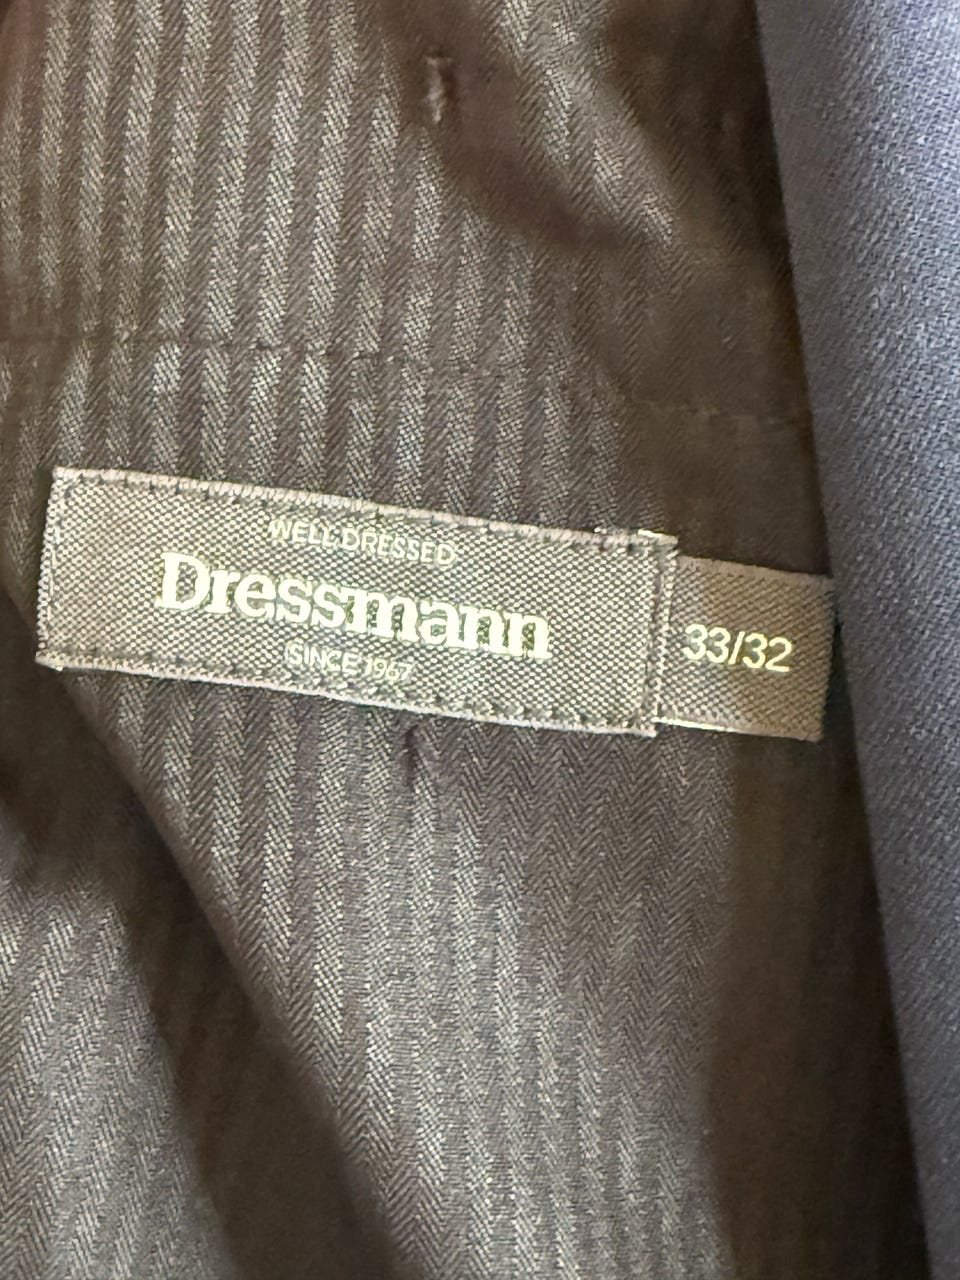 WELL DRESSED
Dressmann
SINCE 1967
33/32